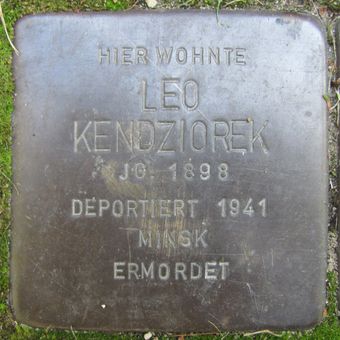 HIER WOHNTE
LEO
KENDZIOREK
JG. 1898
DEPORTIERT 1941
MINSK
ERMORDET